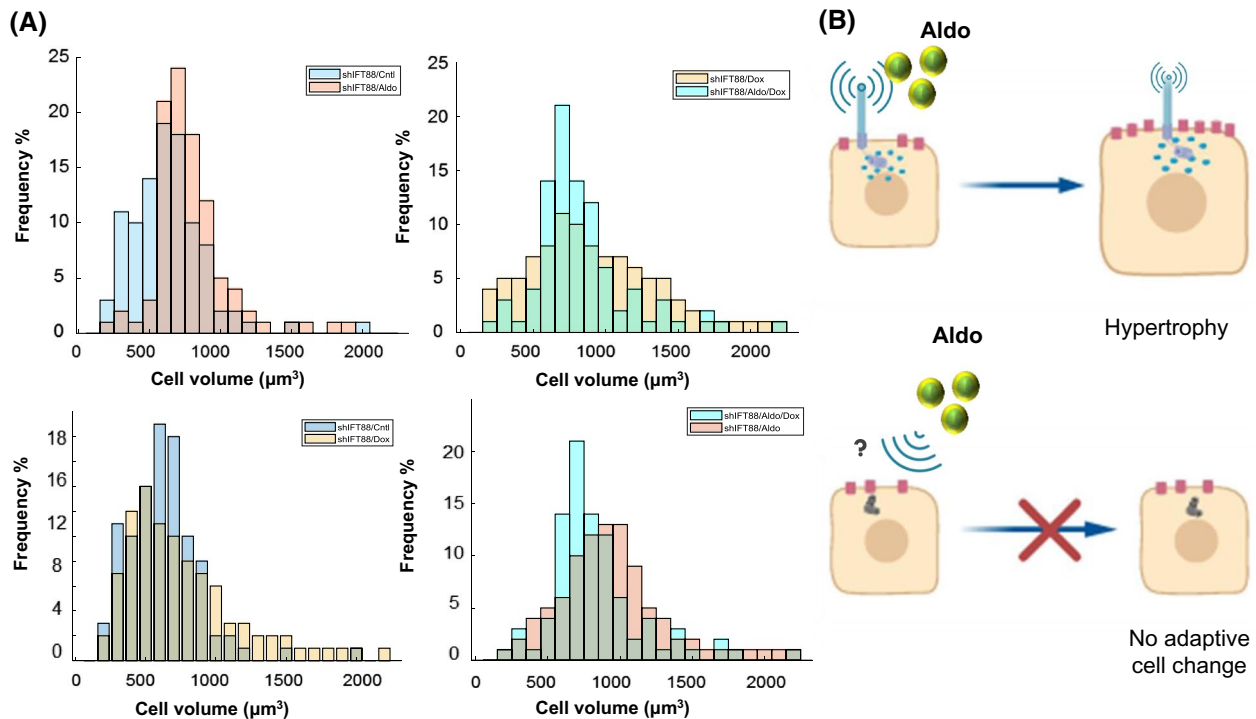 (A)
25
20
15
10
5
0
Frequency %
shIFT88/Cntl
shIFT88/Aldo
0
500
1000
1500
2000
Cell volume (µm³)
25
20
15
10
5
0
Frequency %
shIFT88/Dox
shIFT88/Aldo/Dox
0
500
1000
1500
2000
Cell volume (µm³)
18
16
12
8
4
0
Frequency %
shIFT88/Cntl
shIFT88/Dox
0
500
1000
1500
2000
Cell volume (µm³)
20
15
10
5
0
Frequency %
shIFT88/Aldo/Dox
shIFT88/Aldo
0
500
1000
1500
2000
Cell volume (µm³)
(B)
Aldo
Hypertrophy
Aldo
?
No adaptive
cell change